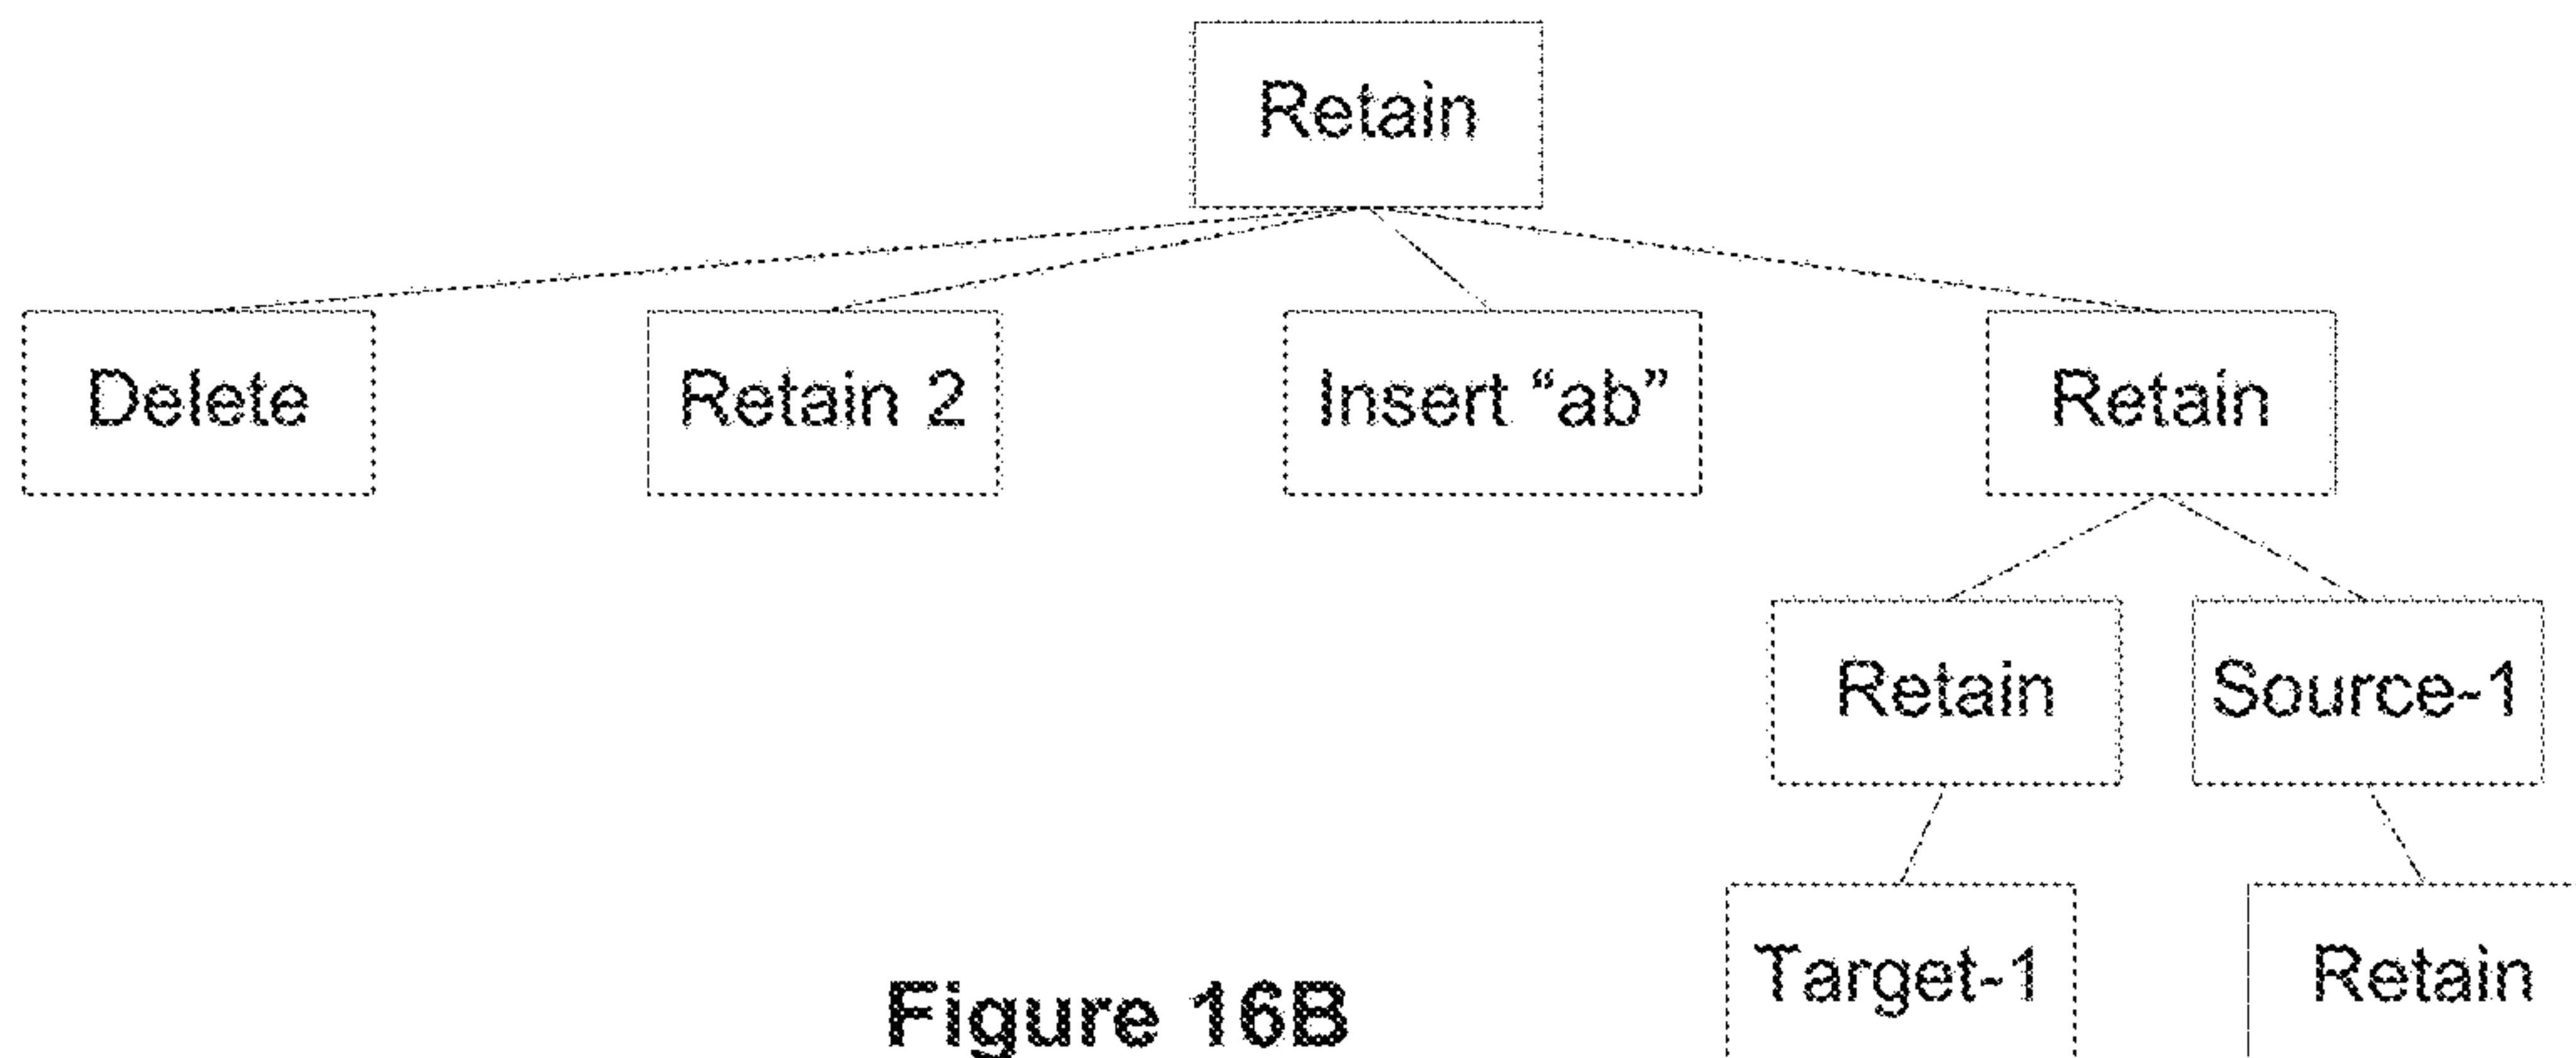 Retain
Delete
Retain 2
Insert “ab”
Retain
Retain
Source-1
Target-1
Retain
Figure 16B